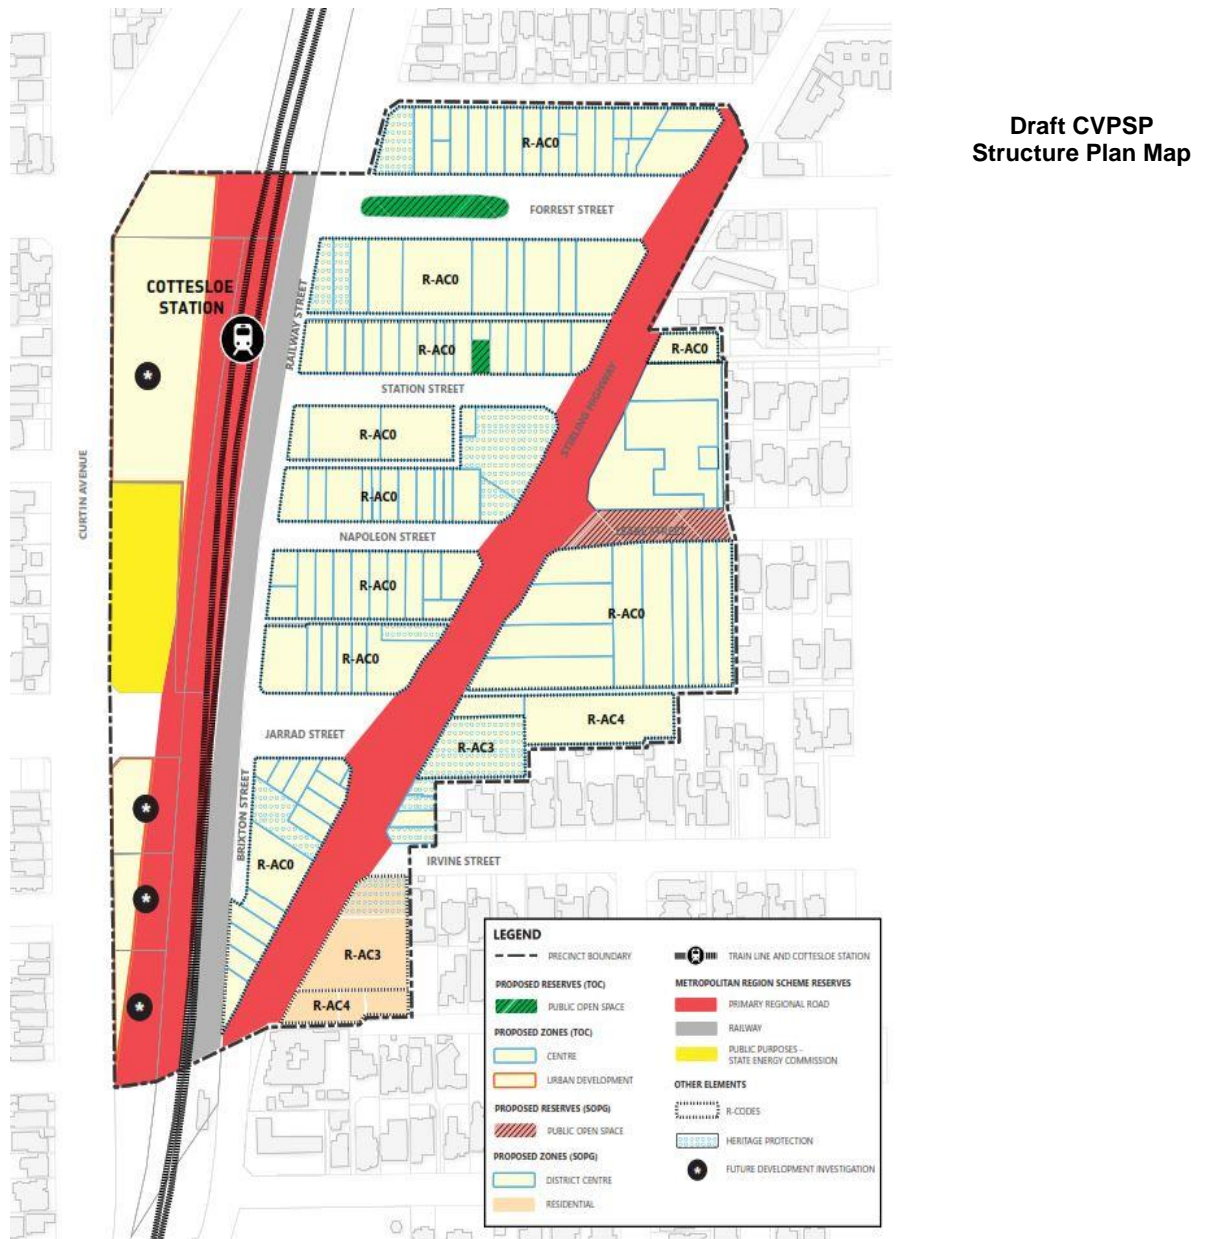 Draft CVPSP
Structure Plan Map
R-AC0
FORREST STREET
R-AC0
COTTESLOE
STATION
RAILWAY STREET
R-AC0
R-AC0
STATION STREET
STIRLING HIGHWAY
R-AC0
CURTIN AVENUE
R-AC0
NAPOLEON STREET
R-AC0
R-AC0
R-AC0
R-AC4
JARRAD STREET
R-AC3
BRIXTON STREET
R-AC0
IRVINE STREET
R-AC3
R-AC4
LEGEND
PRECINCT BOUNDARY
PROPOSED RESERVES (TOC)
PUBLIC OPEN SPACE
PROPOSED ZONES (TOC)
CENTRE
URBAN DEVELOPMENT
PROPOSED RESERVES (SOPG)
PUBLIC OPEN SPACE
PROPOSED ZONES (SOPG)
DISTRICT CENTRE
RESIDENTIAL
TRAIN LINE AND COTTESLOE STATION
METROPOLITAN REGION SCHEME RESERVES
PRIMARY REGIONAL ROAD
RAILWAY
PUBLIC PURPOSES -
STATE ENERGY COMMISSION
OTHER ELEMENTS
R-CODES
HERITAGE PROTECTION
FUTURE DEVELOPMENT INVESTIGATION